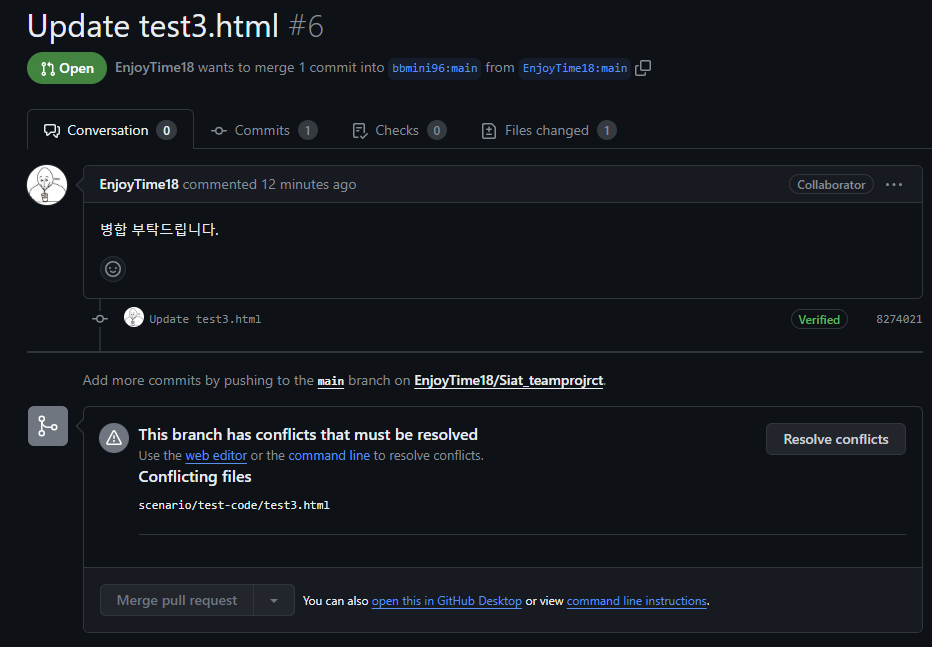 Update test3.html #6
Open EnjoyTime18 wants to merge 1 commit into bbmini96:main from EnjoyTime18:main
Conversation 0 Commits 1 Checks 0 Files changed 1
EnjoyTime18 commented 12 minutes ago Collaborator
병합 부탁드립니다.
Update test3.html Verified 8274021
Add more commits by pushing to the main branch on EnjoyTime18/Siat_teamprojrct.
This branch has conflicts that must be resolved Resolve conflicts
Use the web editor or the command line to resolve conflicts.
Conflicting files
scenario/test-code/test3.html
Merge pull request You can also open this in GitHub Desktop or view command line instructions.